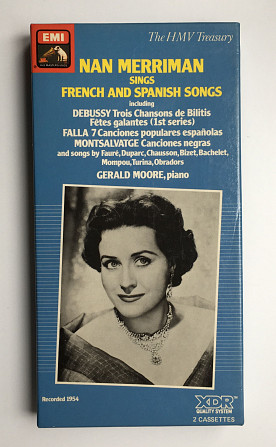 EMI
The HMV Treasury
NAN MERRIMAN
SINGS
FRENCH AND SPANISH SONGS
including
DEBUSSY Trois Chansons de Bilitis
Fêtes galantes (1st series)
FALLA 7 Canciones populares españolas
MONTSALVATGE Canciones negras
and songs by Fauré, Duparc, Chausson, Bizet, Bachelet,
Mompou, Turina, Obradors
GERALD MOORE, piano
Recorded 1954
XDR™
QUALITY SYSTEM
2 CASSETTES